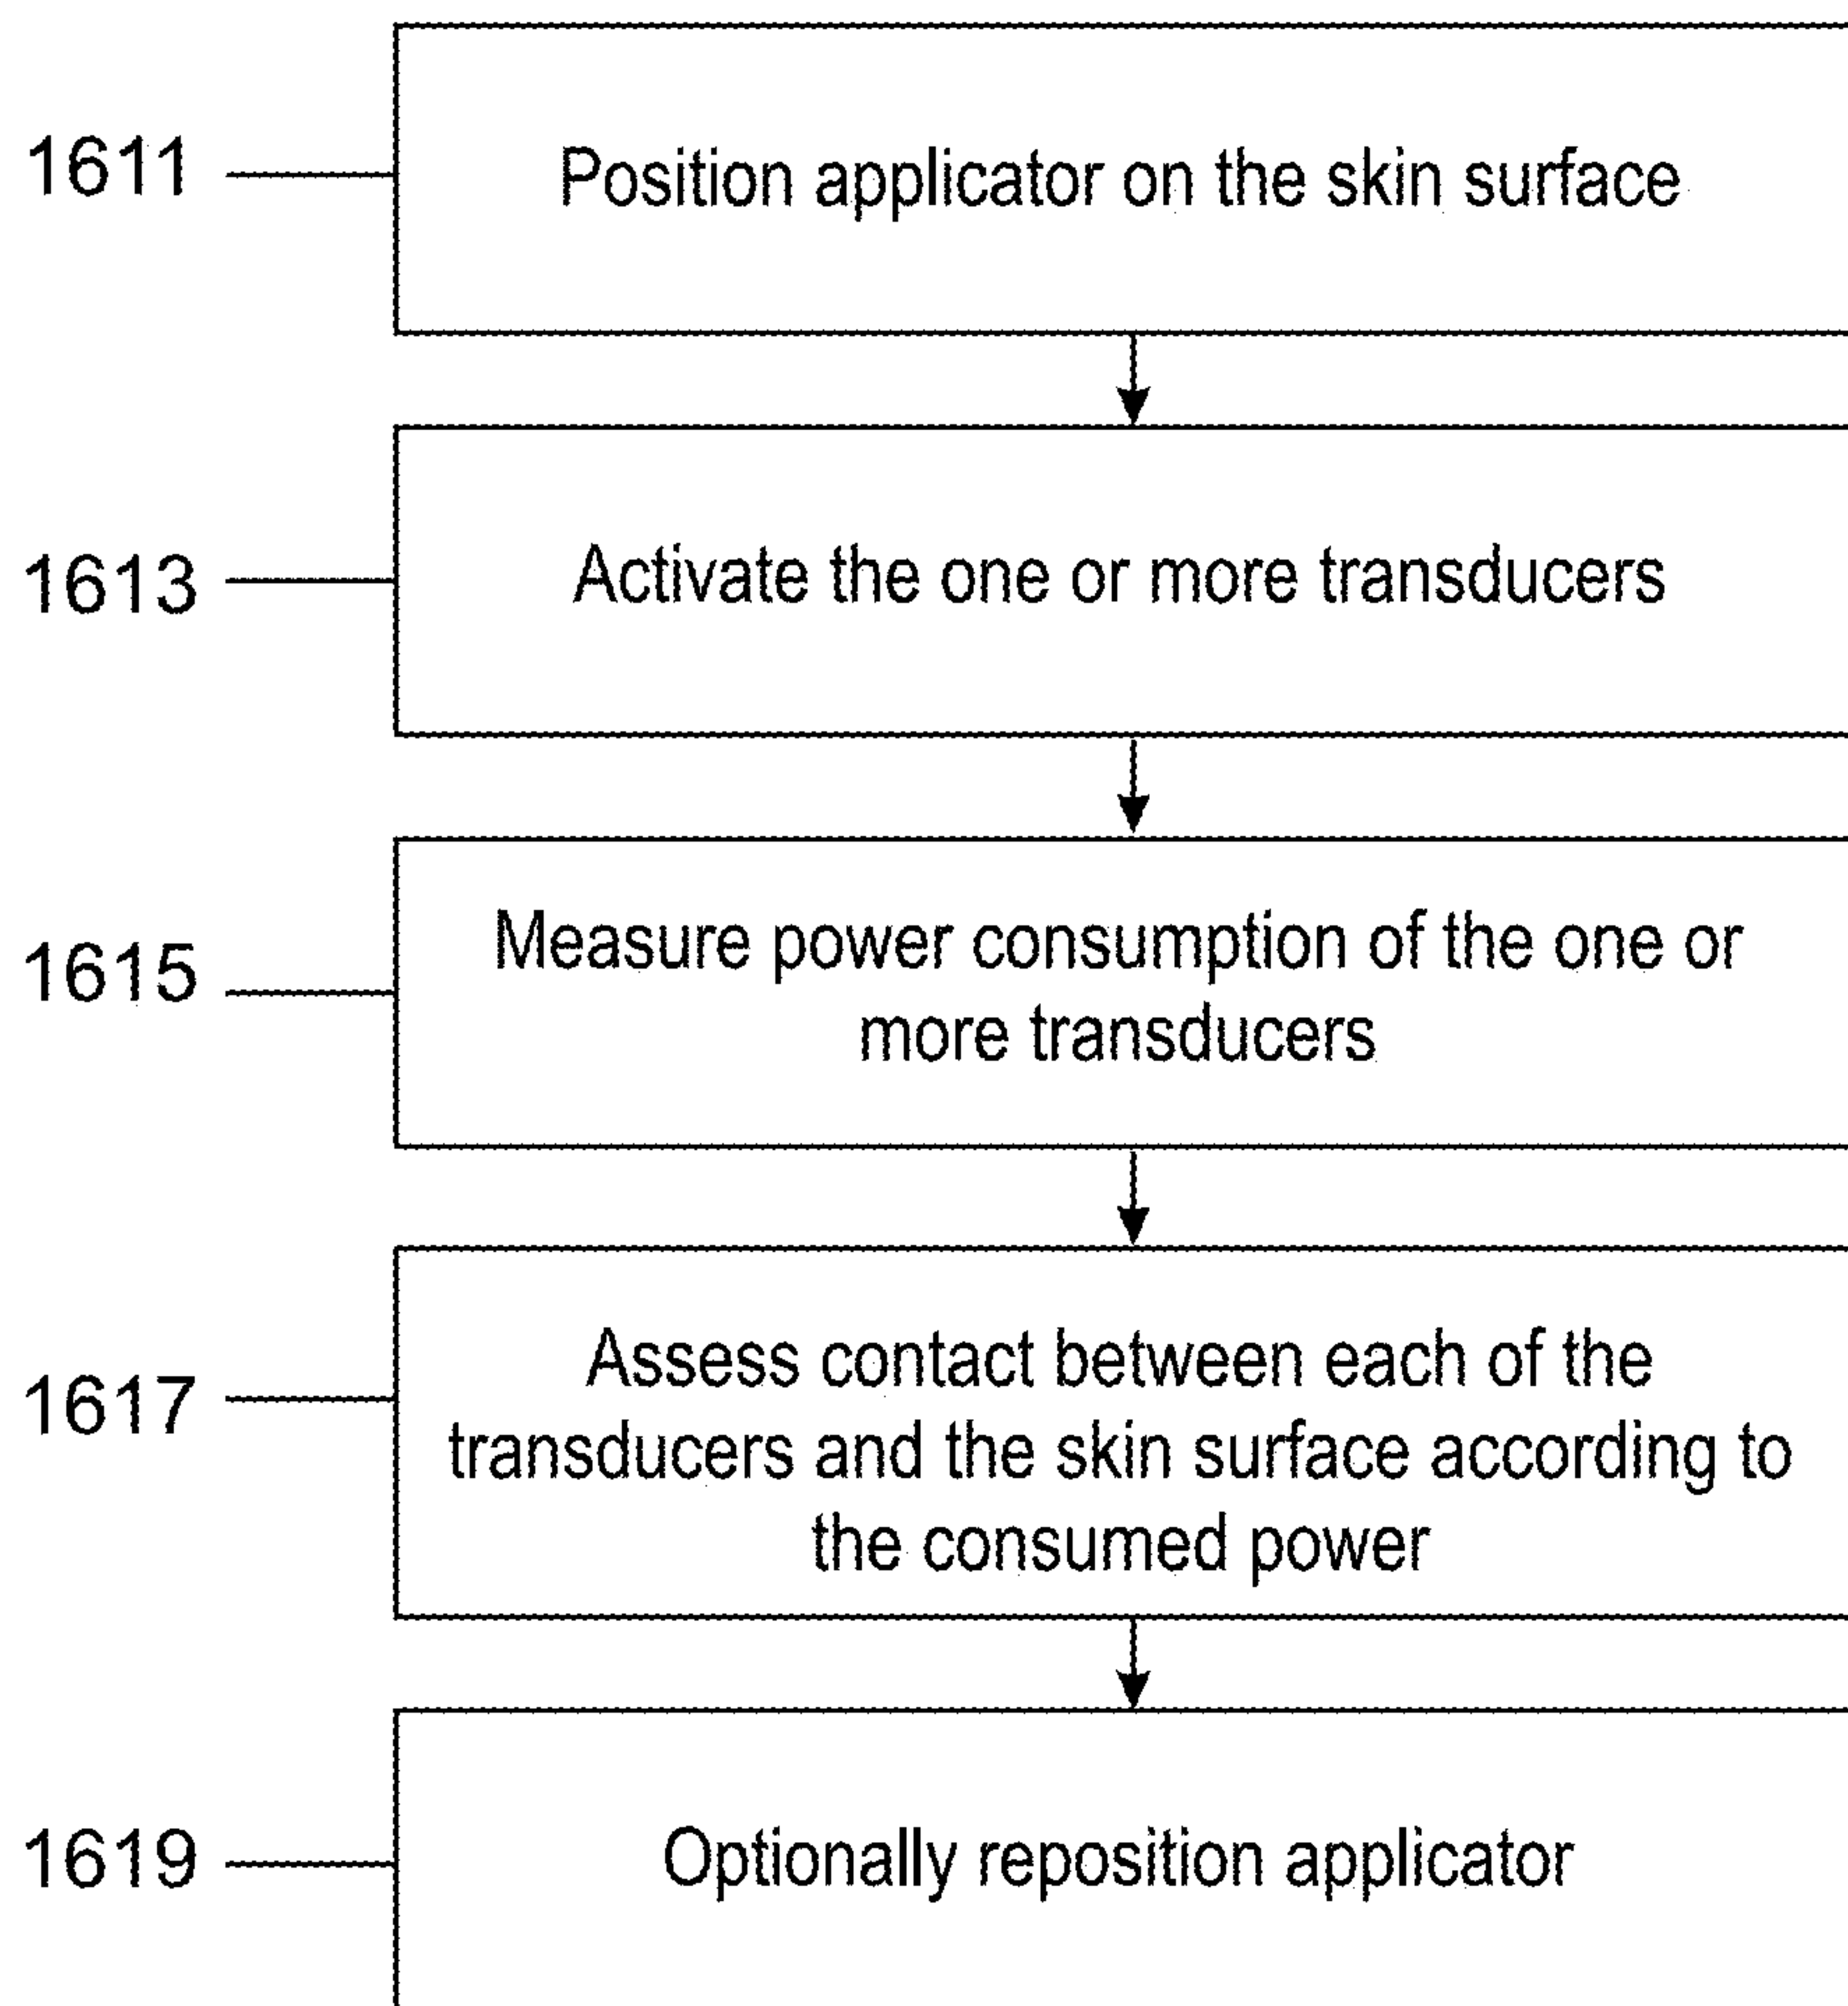 1611
Position applicator on the skin surface
1613
Activate the one or more transducers
1615
Measure power consumption of the one or
more transducers
1617
Assess contact between each of the
transducers and the skin surface according to
the consumed power
1619
Optionally reposition applicator